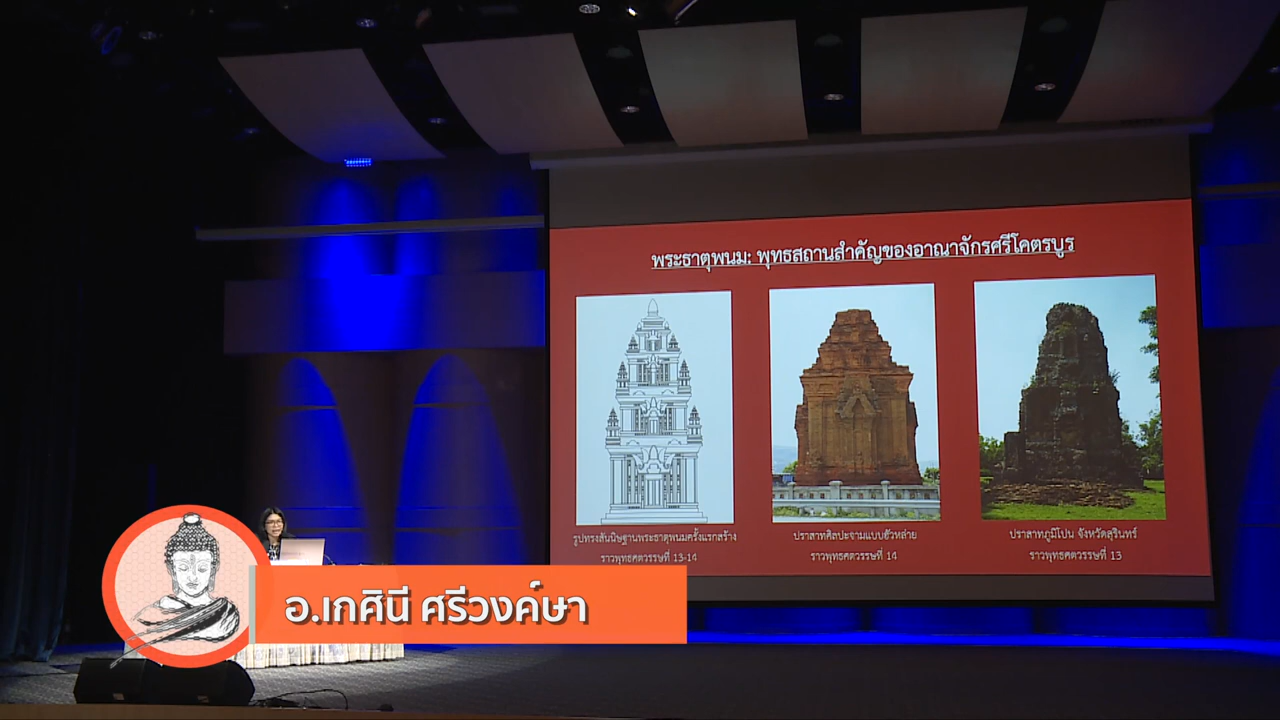 พระธาตุพนม: พุทธสถานสำคัญของอาณาจักรศรีโคตรบูร
รูปทรงสันนิษฐานพระธาตุพนมครั้งแรกสร้าง
ราวพุทธศตวรรษที่ 13-14
ปราสาทศิลปะจามแบบฮัวหล่าย
ราวพุทธศตวรรษที่ 14
ปราสาทภูมิโปน จังหวัดสุรินทร์
ราวพุทธศตวรรษที่ 13
อ.เกศินี ศรีวงค์ษา